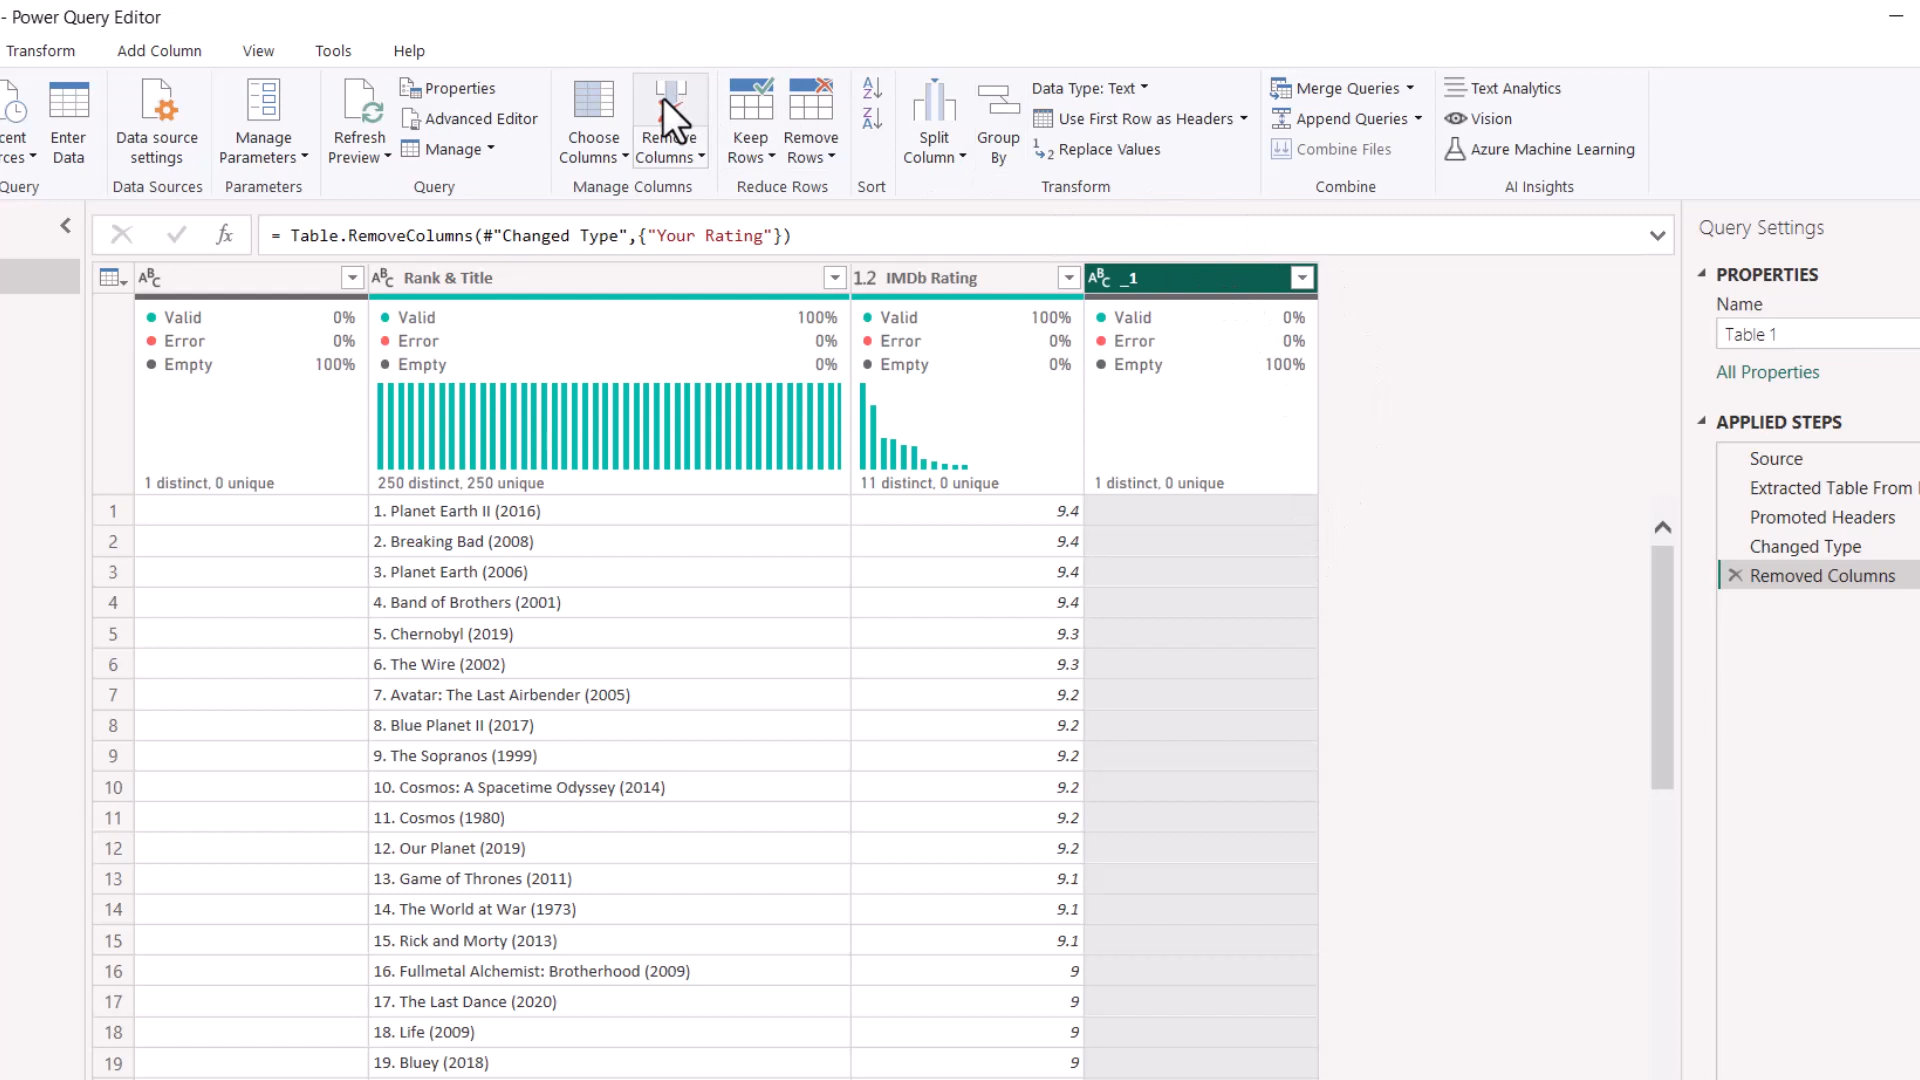 - Power Query Editor
Transform Add Column View Tools Help
Enter Data
Data source settings
Data Sources
Manage Parameters
Parameters
Refresh Preview
Properties
Advanced Editor
Manage
Query
Choose Columns
Remove Columns
Manage Columns
Keep Rows
Remove Rows
Reduce Rows
Sort
Split Column
Group By
Data Type: Text
Use First Row as Headers
Replace Values
Transform
Merge Queries
Append Queries
Combine Files
Combine
Text Analytics
Vision
Azure Machine Learning
AI Insights
Query
fx = Table.RemoveColumns(#"Changed Type",{"Your Rating"})
ABC ABC Rank & Title 1.2 IMDb Rating ABC _1
Valid 0% Valid 100% Valid 100% Valid 0%
Error 0% Error 0% Error 0% Error 0%
Empty 100% Empty 0% Empty 0% Empty 100%
1 distinct, 0 unique 250 distinct, 250 unique 11 distinct, 0 unique 1 distinct, 0 unique
1 1. Planet Earth II (2016) 9.4
2 2. Breaking Bad (2008) 9.4
3 3. Planet Earth (2006) 9.4
4 4. Band of Brothers (2001) 9.4
5 5. Chernobyl (2019) 9.3
6 6. The Wire (2002) 9.3
7 7. Avatar: The Last Airbender (2005) 9.2
8 8. Blue Planet II (2017) 9.2
9 9. The Sopranos (1999) 9.2
10 10. Cosmos: A Spacetime Odyssey (2014) 9.2
11 11. Cosmos (1980) 9.2
12 12. Our Planet (2019) 9.2
13 13. Game of Thrones (2011) 9.1
14 14. The World at War (1973) 9.1
15 15. Rick and Morty (2013) 9.1
16 16. Fullmetal Alchemist: Brotherhood (2009) 9
17 17. The Last Dance (2020) 9
18 18. Life (2009) 9
19 19. Bluey (2018) 9
Query Settings
PROPERTIES
Name
Table 1
All Properties
APPLIED STEPS
Source
Extracted Table From
Promoted Headers
Changed Type
Removed Columns